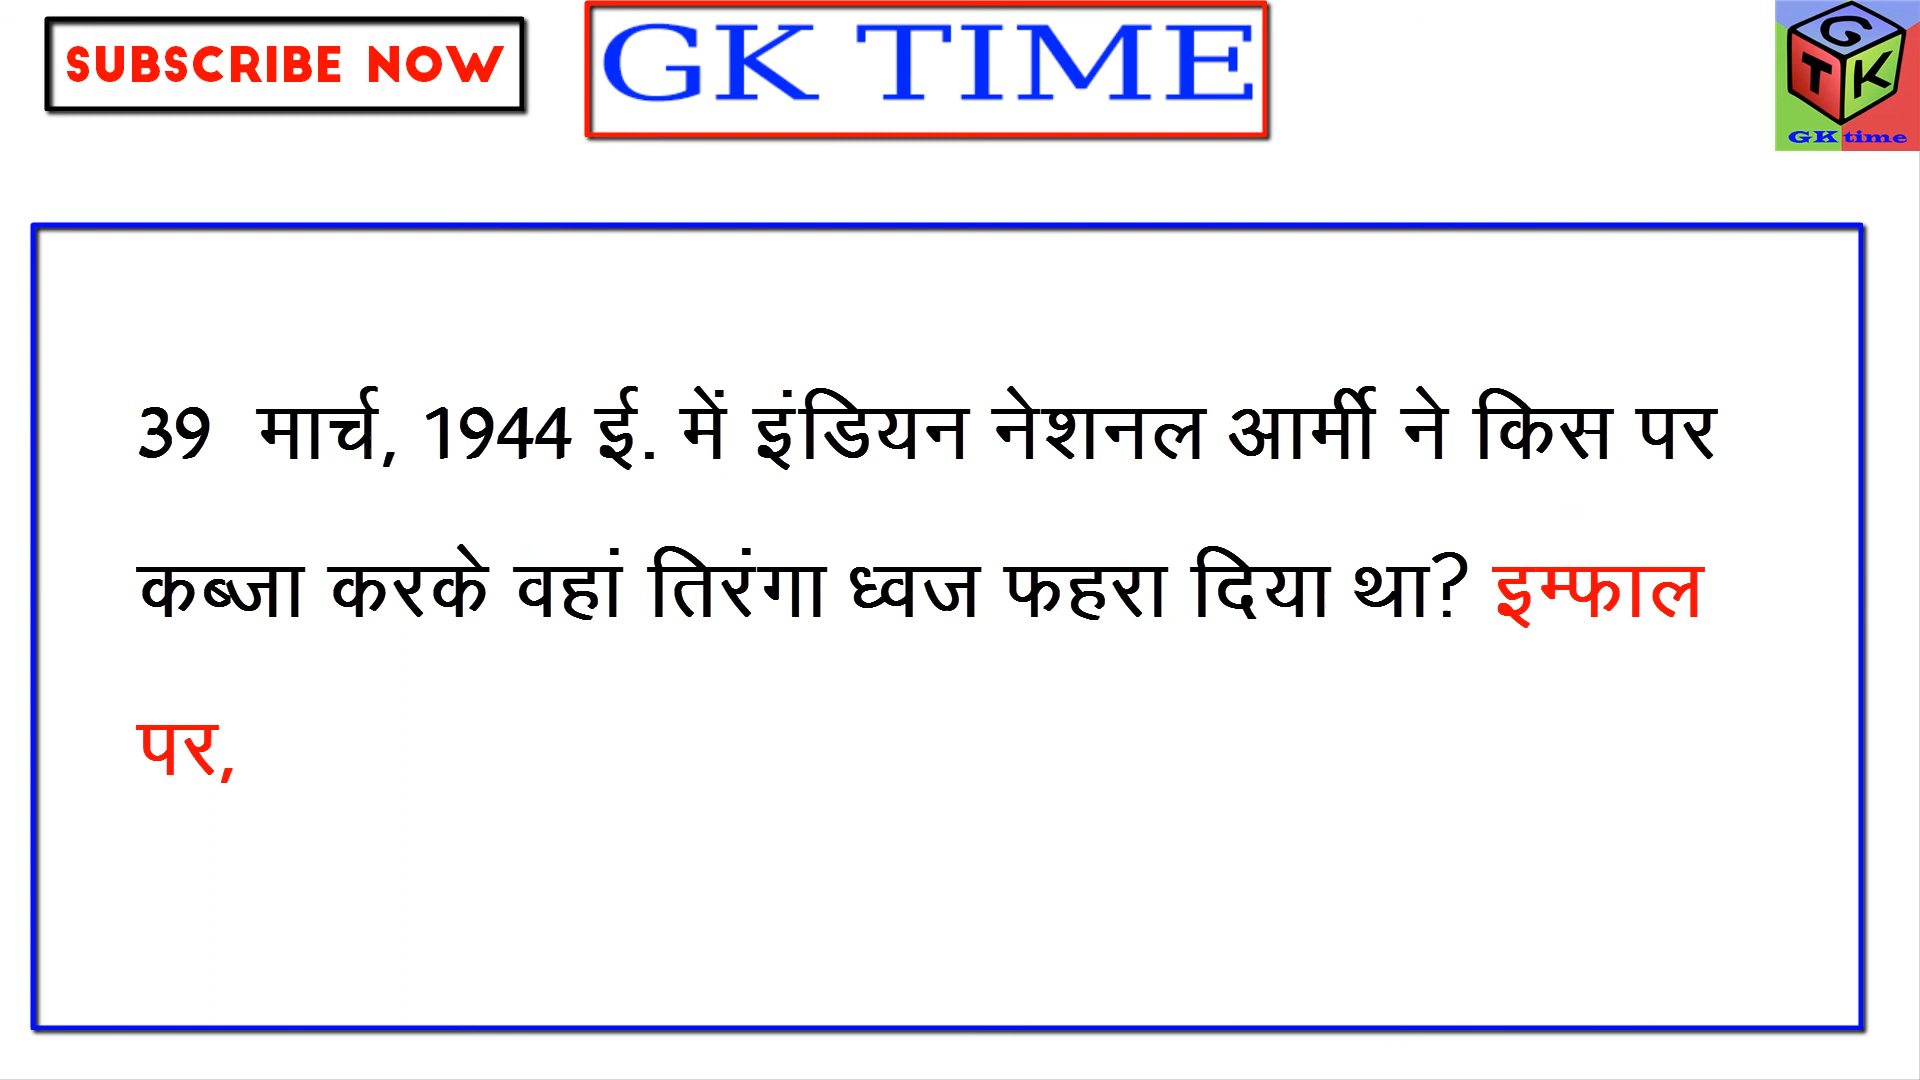 SUBSCRIBE NOW
GK TIME
G
T K
GK time
39 मार्च, 1944 ई. में इंडियन नेशनल आर्मी ने किस पर
कब्जा करके वहां तिरंगा ध्वज फहरा दिया था? इम्फाल
पर,